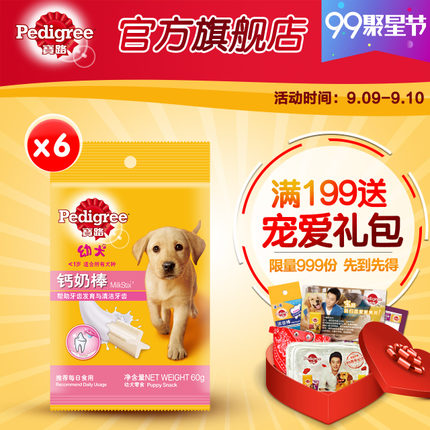 Pedigree
宝路
官方旗舰店
99聚星节
活动时间：9.09-9.10
x6
Pedigree
宝路
幼犬
<1岁 适合所有犬种
钙奶棒
MilkStix
帮助牙齿发育与清洁牙齿
推荐每日食用
Recommend Daily Usage
净含量NET WEIGHT 60g
幼犬零食 Puppy Snack
满199送
宠爱礼包
限量999份 先到先得